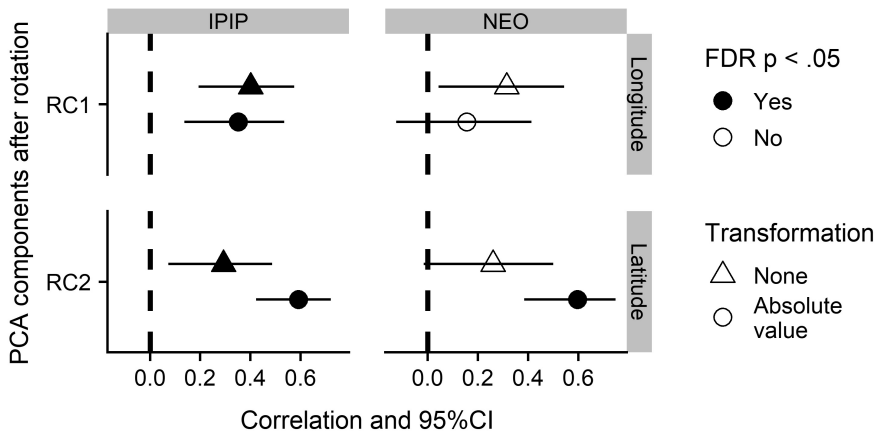 IPIP
NEO
PCA components after rotation
RC1
RC2
Longitude
Latitude
0.0 0.2 0.4 0.6
0.0 0.2 0.4 0.6
Correlation and 95%CI
FDR p < .05
Yes
No
Transformation
None
Absolute
value